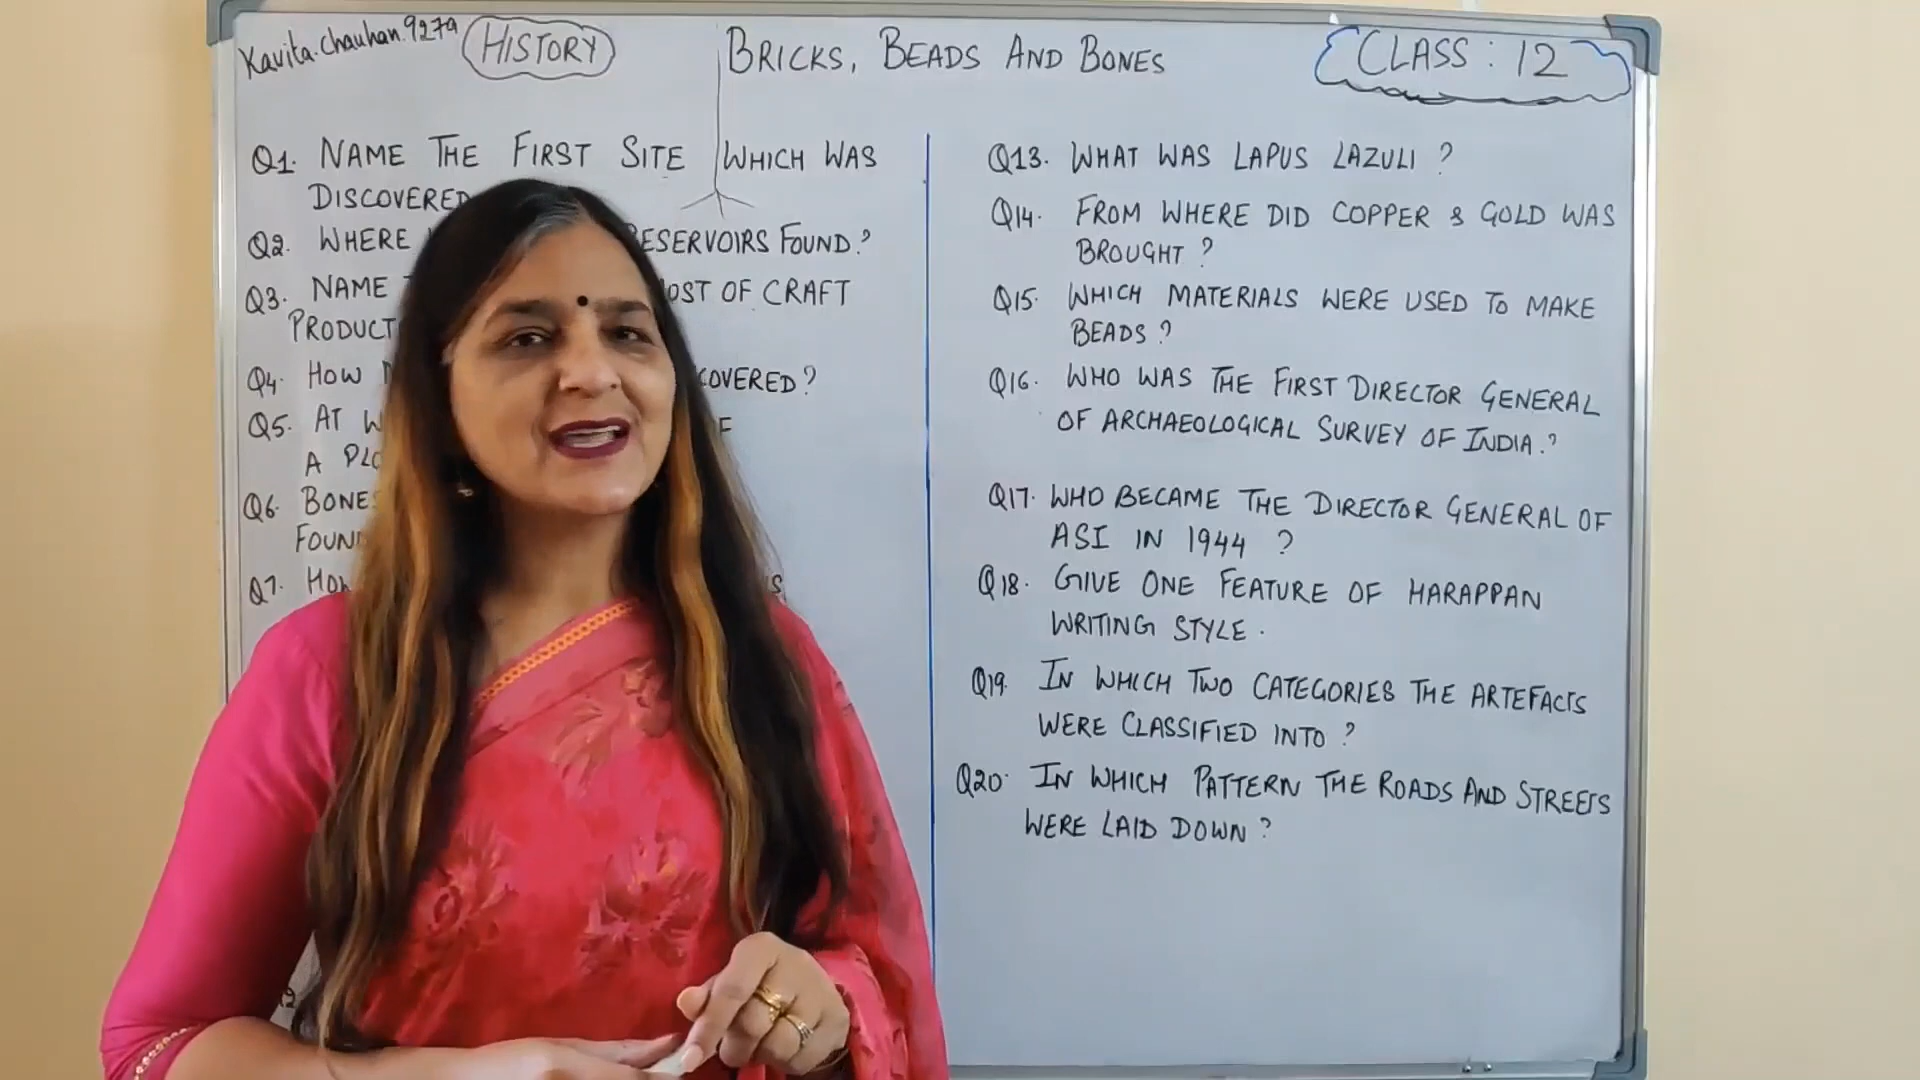 Kavita.Chauhan.9279
HISTORY
BRICKS, BEADS AND BONES
CLASS : 12
Q1. NAME THE FIRST SITE WHICH WAS
DISCOVERED
Q2. WHERE RESERVOIRS FOUND?
Q3. NAME MOST OF CRAFT
PRODUCT
Q4. HOW COVERED?
Q5. AT
A
Q6. BONES
FOUN
Q7. HOW
Q13. WHAT WAS LAPUS LAZULI ?
Q14. FROM WHERE DID COPPER & GOLD WAS
BROUGHT ?
Q15. WHICH MATERIALS WERE USED TO MAKE
BEADS ?
Q16. WHO WAS THE FIRST DIRECTOR GENERAL
OF ARCHAEOLOGICAL SURVEY OF INDIA.?
Q17. WHO BECAME THE DIRECTOR GENERAL OF
ASI IN 1944 ?
Q18. GIVE ONE FEATURE OF HARAPPAN
WRITING STYLE.
Q19. IN WHICH TWO CATEGORIES THE ARTEFACTS
WERE CLASSIFIED INTO ?
Q20. IN WHICH PATTERN THE ROADS AND STREETS
WERE LAID DOWN ?